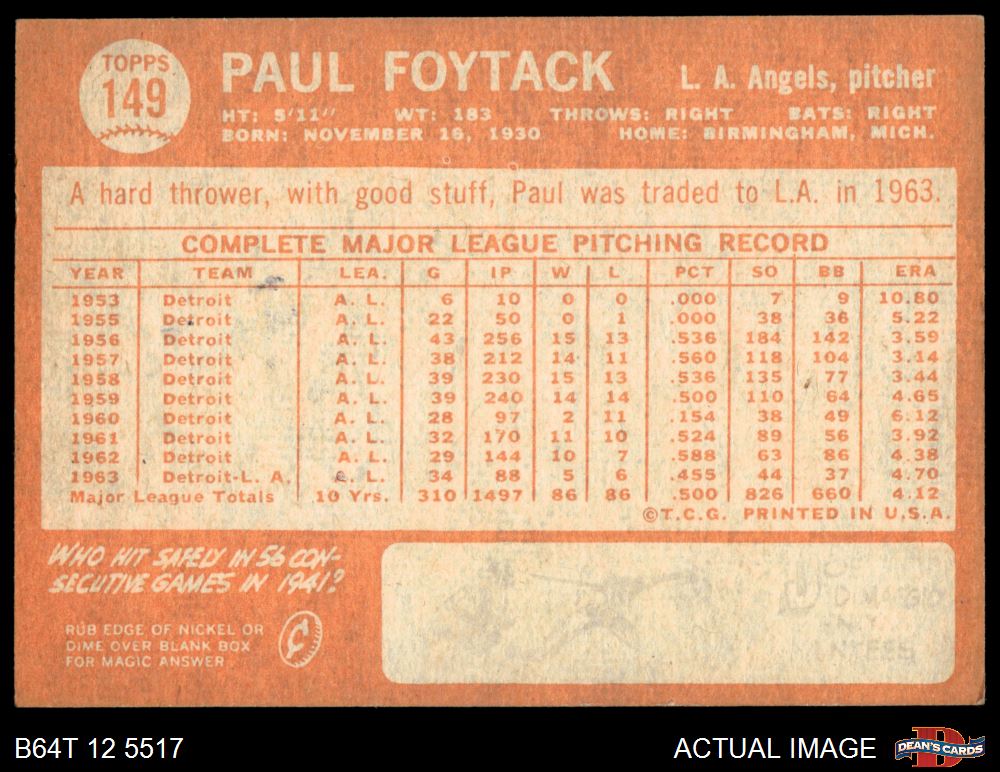 TOPPS
149
PAUL FOYTACK
L. A. Angels, pitcher
HT: 5'11" WT: 183 THROWS: RIGHT BATS: RIGHT
BORN: NOVEMBER 16, 1930 HOME: BIRMINGHAM, MICH.
A hard thrower, with good stuff, Paul was traded to L.A. in 1963.
COMPLETE MAJOR LEAGUE PITCHING RECORD
YEAR TEAM LEA. G IP W L PCT SO BB ERA
1953 Detroit A. L. 6 10 0 0 .000 7 9 10.80
1955 Detroit A. L. 22 50 0 1 .000 38 36 5.22
1956 Detroit A. L. 43 256 15 13 .536 184 142 3.59
1957 Detroit A. L. 38 212 14 11 .560 118 104 3.14
1958 Detroit A. L. 39 230 15 13 .536 135 77 3.44
1959 Detroit A. L. 39 240 14 14 .500 110 64 4.65
1960 Detroit A. L. 28 97 2 11 .154 38 49 6.12
1961 Detroit A. L. 32 170 11 10 .524 89 56 3.92
1962 Detroit A. L. 29 144 10 7 .588 63 86 4.38
1963 Detroit-L. A. A. L. 34 88 5 6 .455 44 37 4.70
Major League Totals 10 Yrs. 310 1497 86 86 .500 826 660 4.12
©T.C.G. PRINTED IN U.S.A.
WHO HIT SAFELY IN 56 CON-
SECUTIVE GAMES IN 1941?
RUB EDGE OF NICKEL OR
DIME OVER BLANK BOX
FOR MAGIC ANSWER
B64T 12 5517
ACTUAL IMAGE
D
DEAN'S CARDS